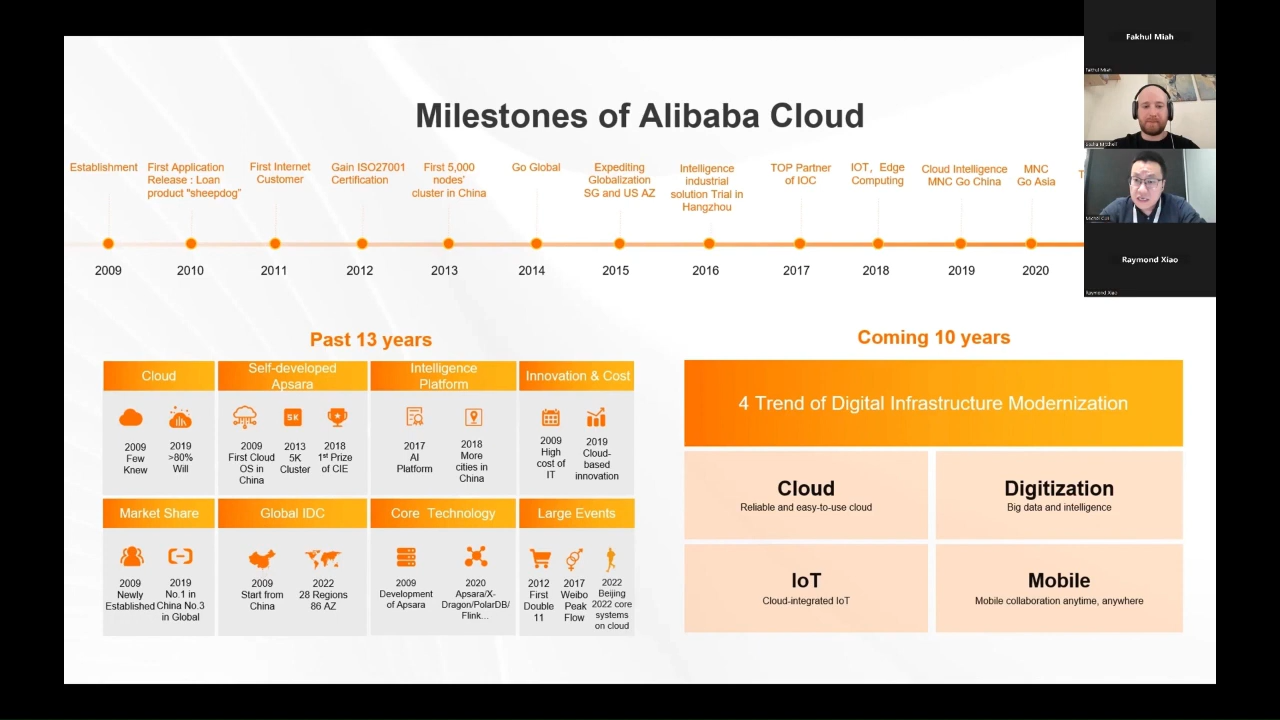 Milestones of Alibaba Cloud
Establishment
First Application
Release : Loan
product "sheepdog"
First Internet
Customer
Gain ISO27001
Certification
First 5,000
nodes'
cluster in China
Go Global
Expediting
Globalization
SG and US AZ
Intelligence
industrial
solution Trial in
Hangzhou
TOP Partner
of IOC
IOT, Edge
Computing
Cloud Intelligence
MNC Go China
MNC
Go Asia
2009
2010
2011
2012
2013
2014
2015
2016
2017
2018
2019
2020
Past 13 years
Cloud
2009
Few
Knew
2019
>80%
Will
Self-developed
Apsara
2009
First Cloud
OS in
China
5K
2013
5K
Cluster
2018
1st Prize
of CIE
Intelligence
Platform
2017
AI
Platform
2018
More
cities in
China
Innovation & Cost
2009
High
cost of
IT
2019
Cloud-
based
innovation
Market Share
2009
Newly
Established
2019
No.1 in
China No.3
in Global
Global IDC
2009
Start from
China
2022
28 Regions
86 AZ
Core Technology
2009
Development
of Apsara
2020
Apsara/X-
Dragon/PolarDB/
Flink...
Large Events
2012
First
Double
11
2017
Weibo
Peak
Flow
2022
Beijing
2022 core
systems
on cloud
Coming 10 years
4 Trend of Digital Infrastructure Modernization
Cloud
Reliable and easy-to-use cloud
Digitization
Big data and intelligence
IoT
Cloud-integrated IoT
Mobile
Mobile collaboration anytime, anywhere
Fakhul Miah
Fakhul Miah
Raymond Xiao
Raymond Xiao